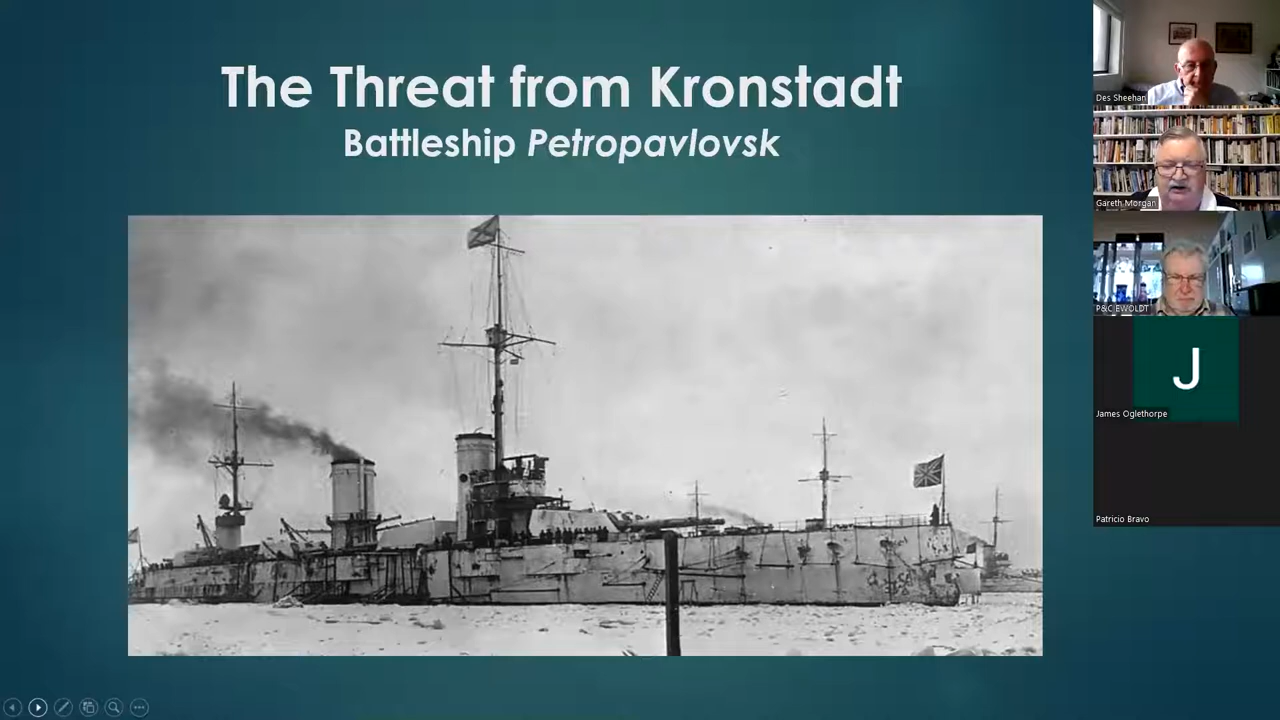 The Threat from Kronstadt
Battleship Petropavlovsk
Des Sheehan
Gareth Morgan
P&C EWOLDT
J
James Oglethorpe
Patricio Bravo